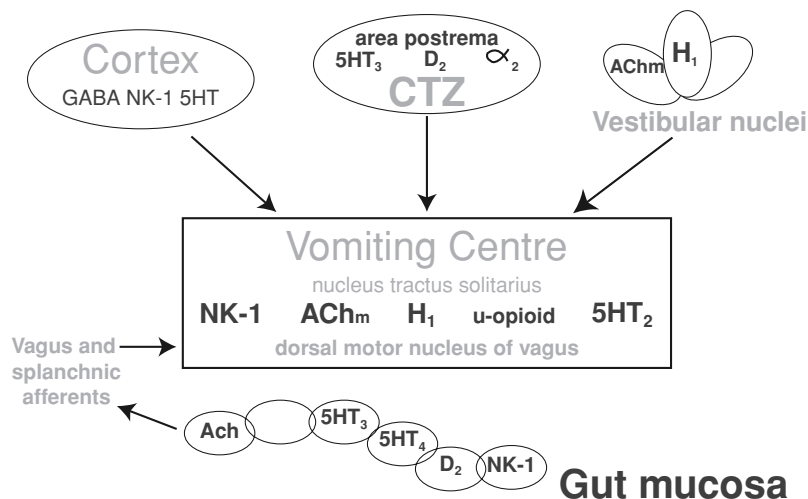 Cortex
GABA NK-1 5HT
area postrema
5HT₃ D₂ α₂
CTZ
AChm H₁
Vestibular nuclei
Vomiting Centre
nucleus tractus solitarius
NK-1 AChm H₁ u-opioid 5HT₂
dorsal motor nucleus of vagus
Vagus and
splanchnic
afferents
Ach 5HT₃ 5HT₄ D₂ NK-1
Gut mucosa